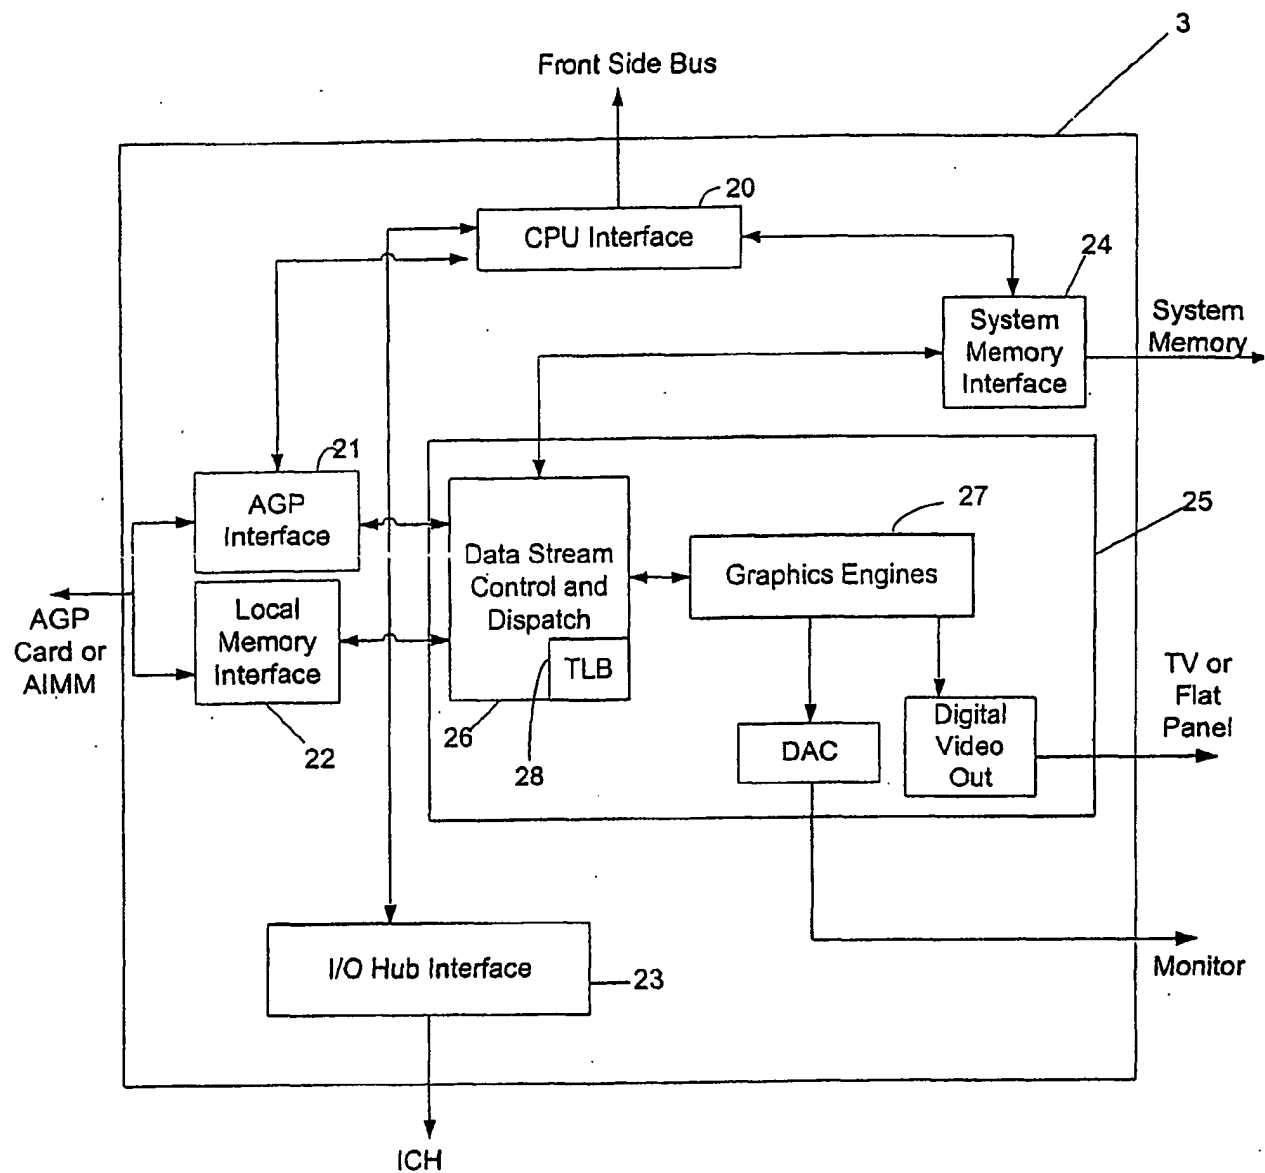 3
Front Side Bus
20
CPU Interface
24
System
Memory
Interface
System
Memory
21
AGP
Interface
Local
Memory
Interface
22
AGP
Card or
AIMM
Data Stream
Control and
Dispatch
TLB
26
28
27
Graphics Engines
25
DAC
Digital
Video
Out
TV or
Flat
Panel
Monitor
I/O Hub Interface
23
ICH